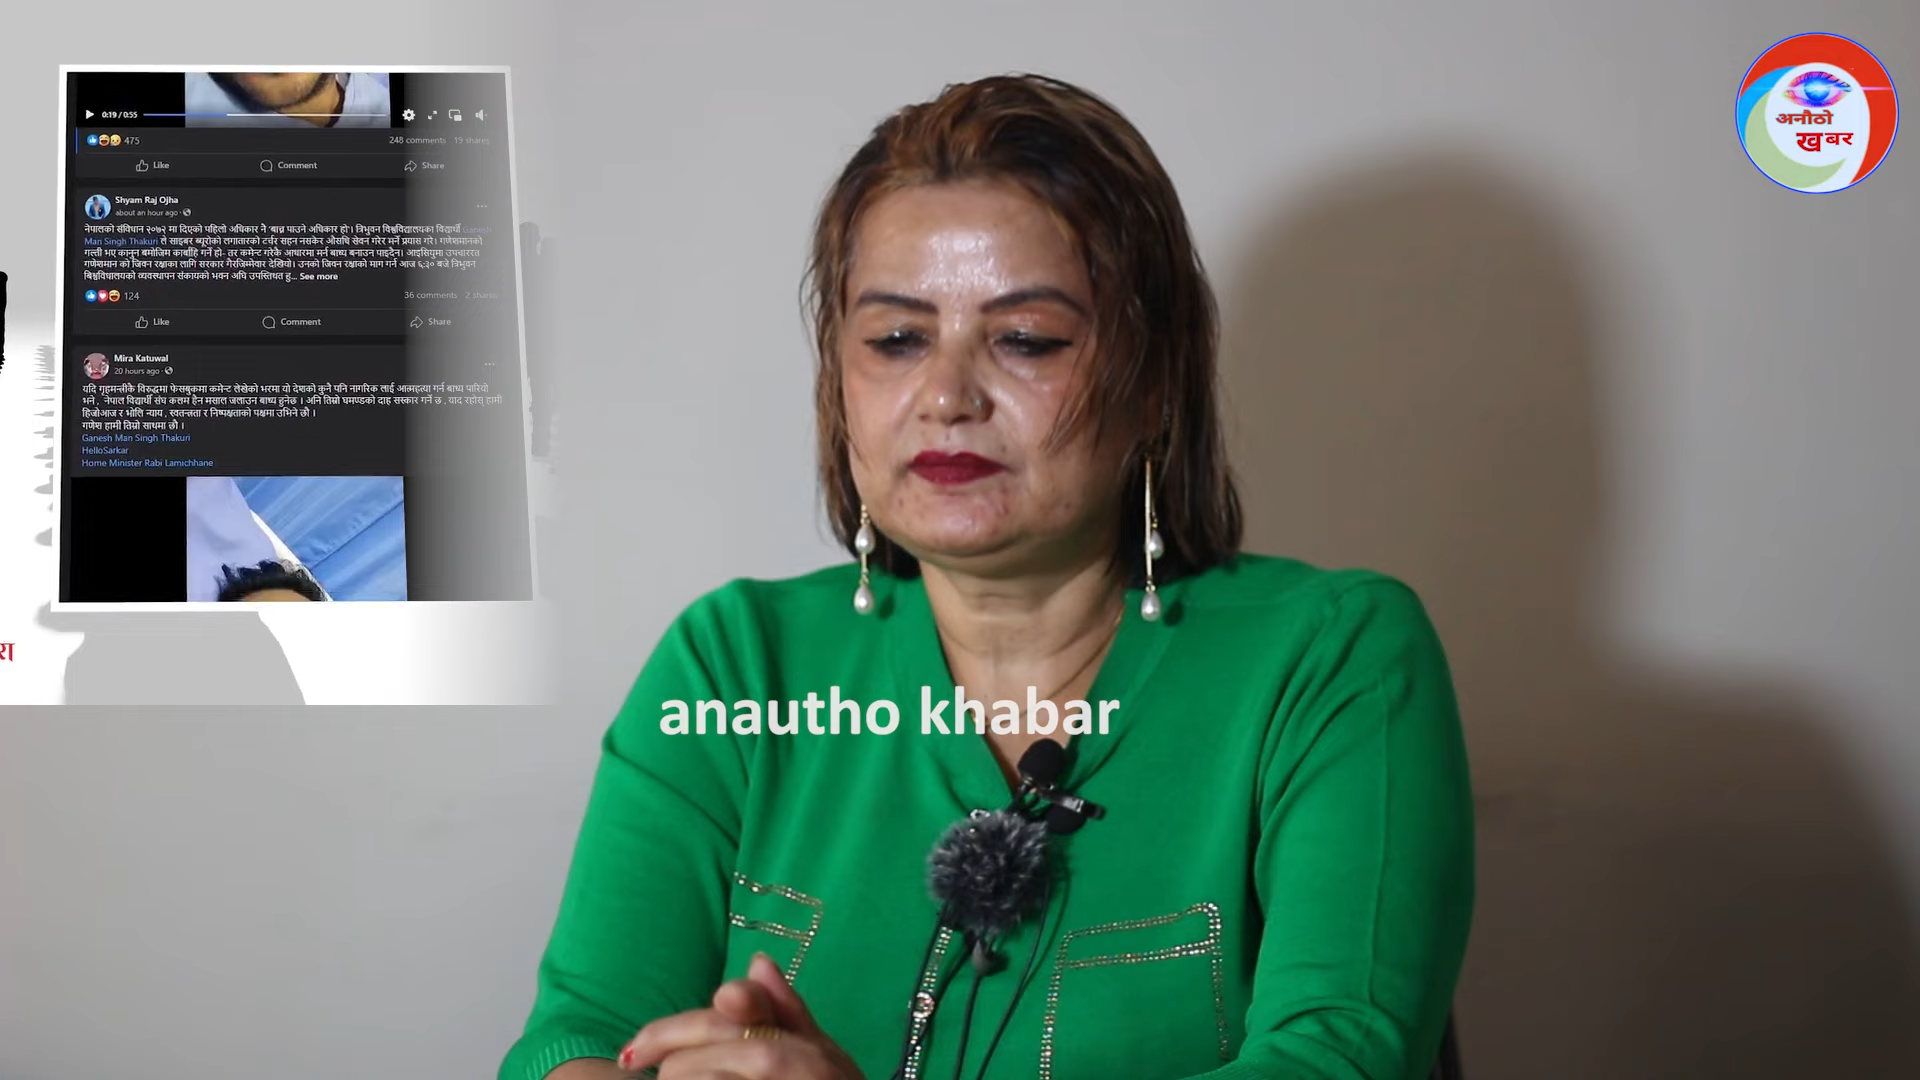 0:19 / 0:55
475
248 comments 19 shares
Like Comment Share
Shyam Raj Ojha
about an hour ago
नेपालको संविधान २०७२ मा दिएको पहिलो अधिकार नै 'बाच्न पाउने अधिकार हो'। त्रिभुवन विश्वविद्यालयका विद्यार्थी Ganesh
Man Singh Thakuri ले साइबर ब्यूरोको लगातारको टर्चर सहन नसकेर औसधि सेवन गरेर मर्ने प्रयास गरे। गणेशमानको
गल्ती भए कानुन बमोजिम कार्बाहि गर्ने हो- तर कमेन्ट गरेकै आधारमा मर्न बाध्य बनाउन पाइदैन। आइसियुमा उपचाररत
गणेशमान को जिवन रक्षाका लागि सरकार गैरजिम्मेवार देखियो। उनको जिवन रक्षाको माग गर्न आज ६:३० बजे त्रिभुवन
बिश्वविधालयको व्यवस्थापन संकायको भवन अघि उपस्तिथत हु... See more
124
36 comments 2 shares
Like Comment Share
Mira Katuwal
20 hours ago
यदि गृहमन्त्रीकै विरुद्धमा फेसबुकमा कमेन्ट लेखेको भरमा यो देशको कुनै पनि नागरिक लाई आत्महत्या गर्न बाध्य पारियो
भने , नेपाल विद्यार्थी संघ कलम हैन मसाल जलाउन बाध्य हुनेछ । अनि तिम्रो घमण्डको दाह सस्कार गर्ने छ , याद रहोस् हामी
हिजोआज र भोलि न्याय , स्वतन्त्रता र निष्पक्षताको पक्षमा उभिने छौ ।
गणेश हामी तिम्रो साथमा छौ ।
Ganesh Man Singh Thakuri
HelloSarkar
Home Minister Rabi Lamichhane
अनौठो
खबर
anautho khabar